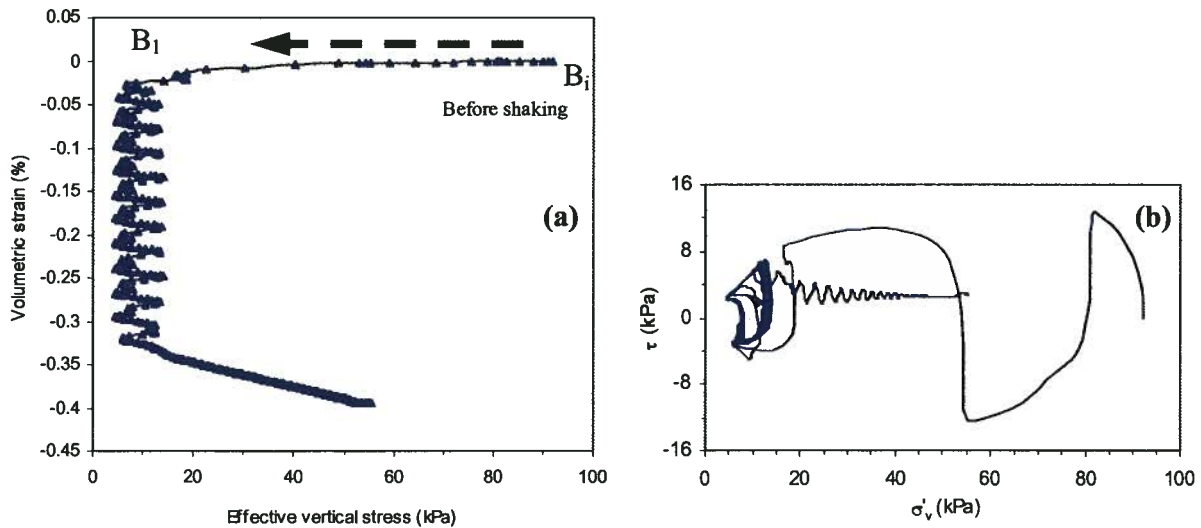 0.05
0
-0.05
-0.1
-0.15
-0.2
-0.25
-0.3
-0.35
-0.4
-0.45
Volumetric strain (%)
B1
Bi
Before shaking
(a)
0 20 40 60 80 100
Effective vertical stress (kPa)
16
8
0
-8
-16
τ (kPa)
(b)
0 20 40 60 80 100
σ'v (kPa)